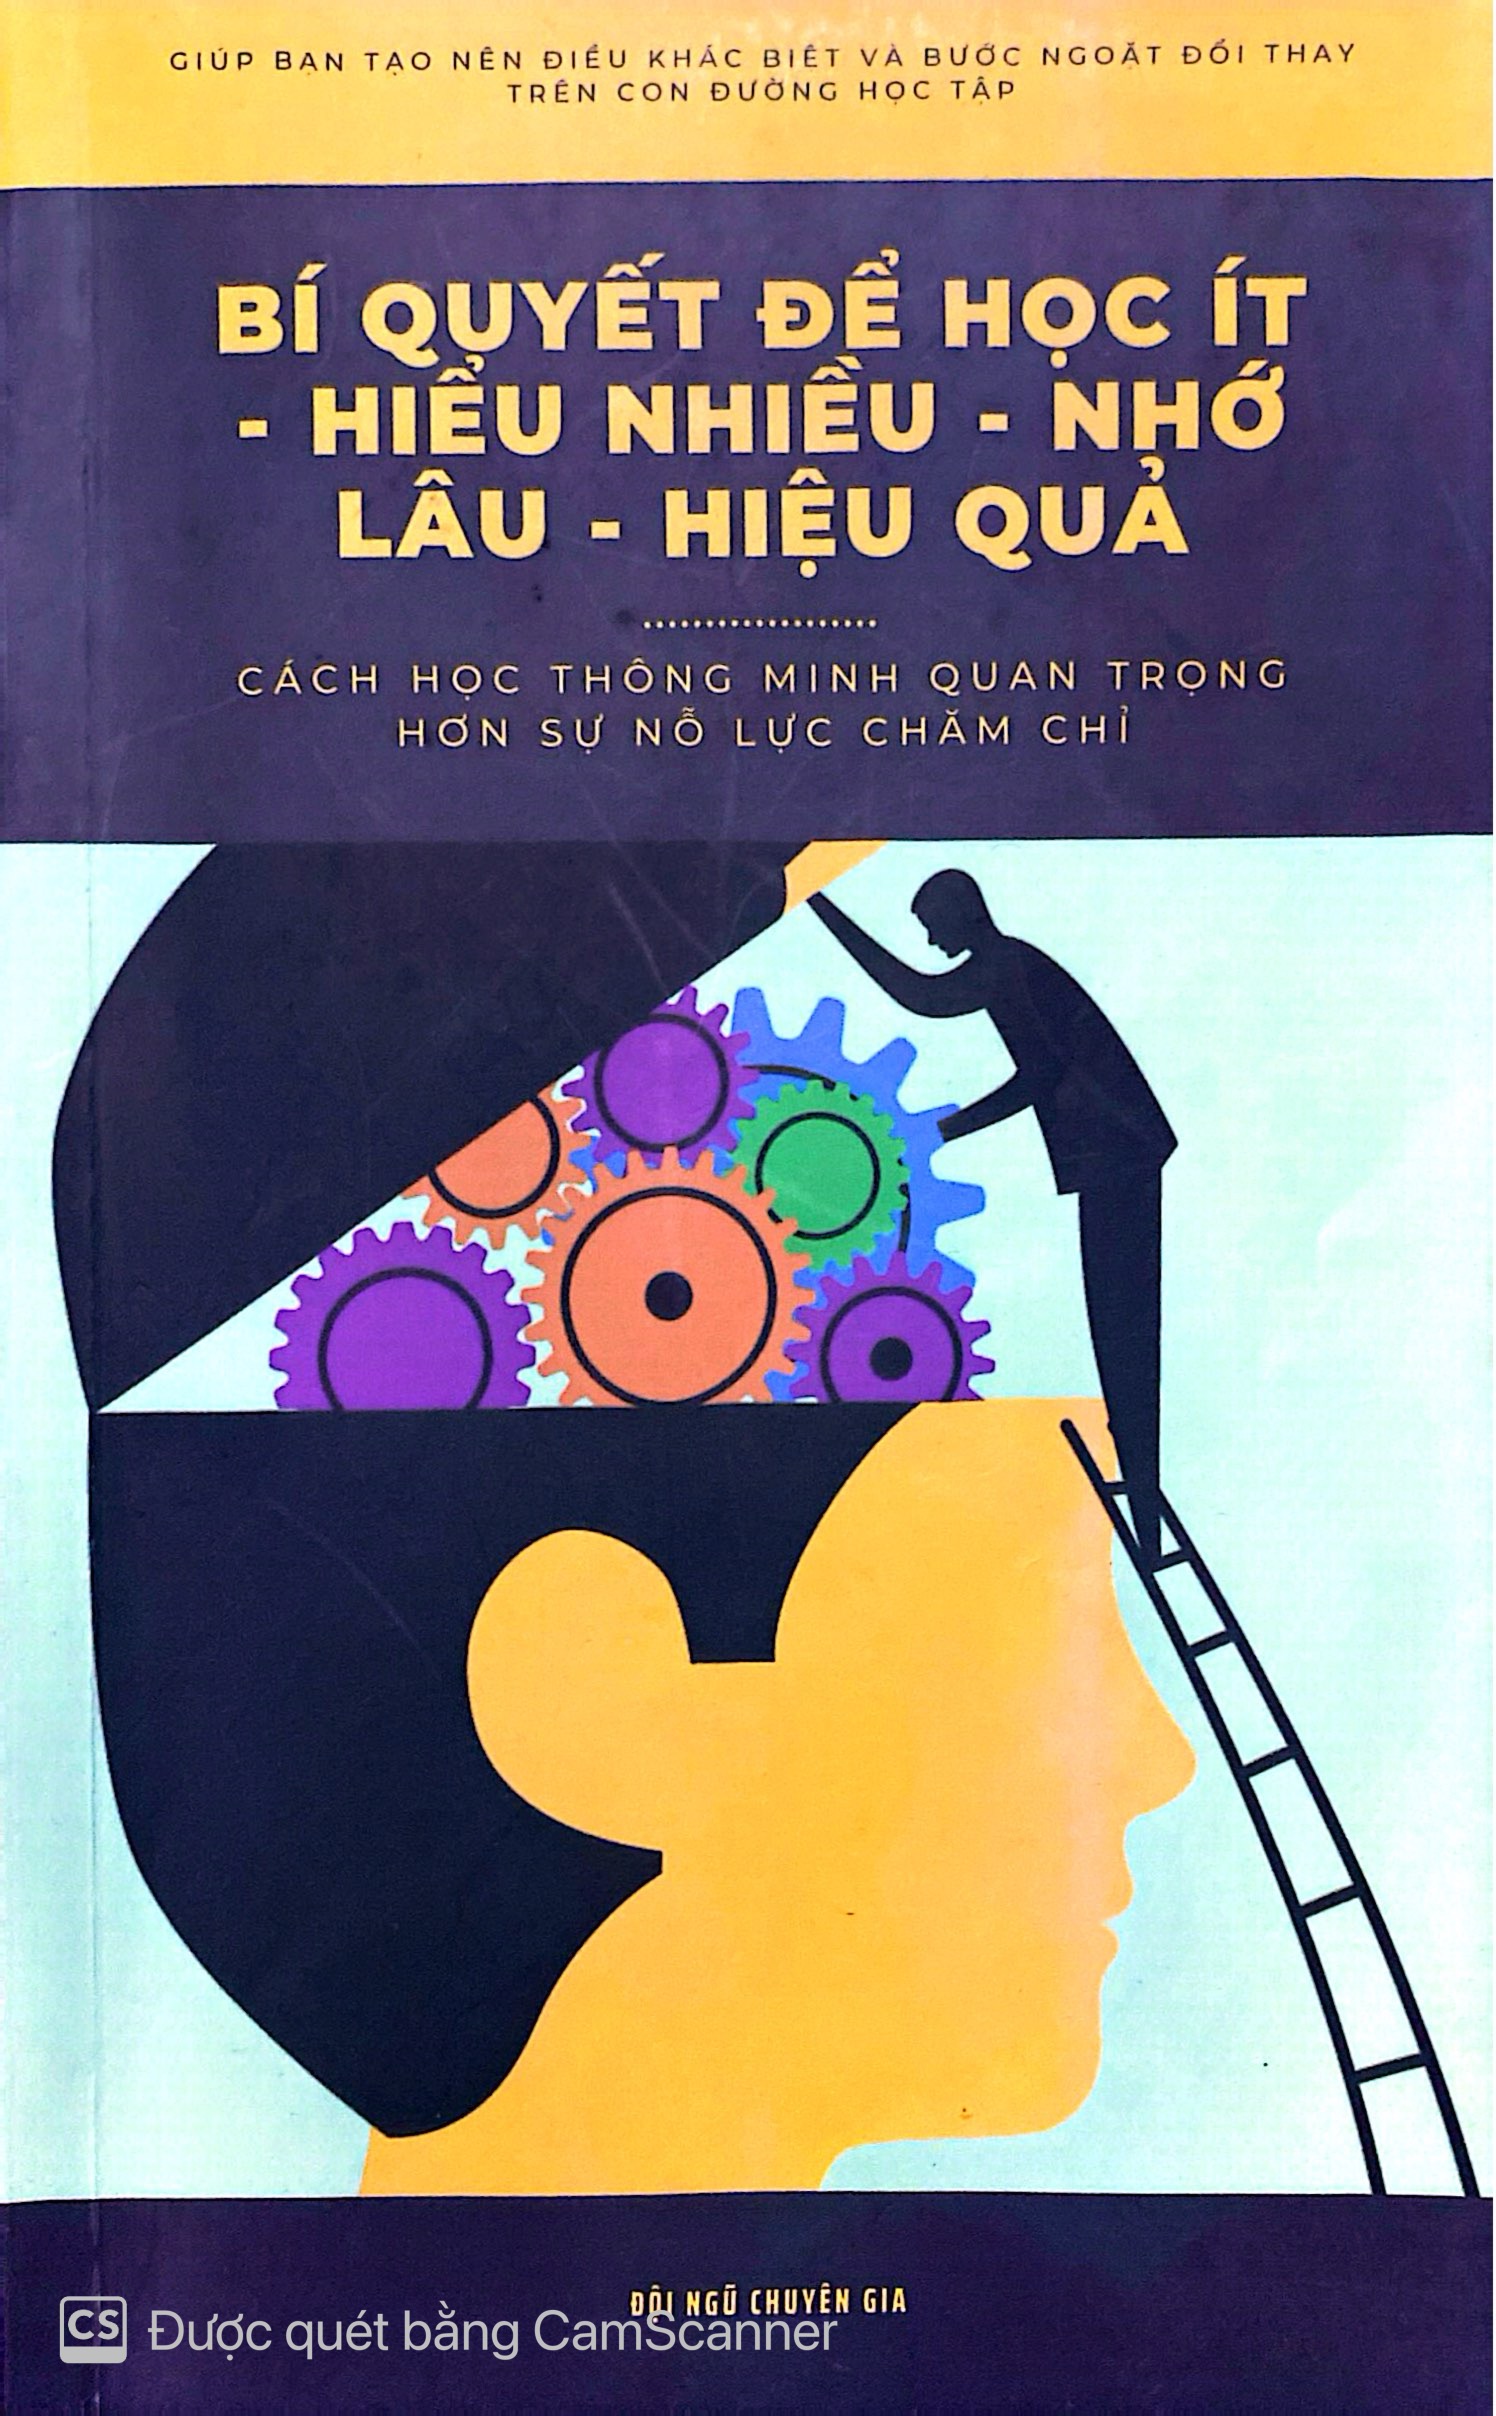 GIÚP BẠN TẠO NÊN ĐIỀU KHÁC BIỆT VÀ BƯỚC NGOẶT ĐỔI THAY
TRÊN CON ĐƯỜNG HỌC TẬP
BÍ QUYẾT ĐỂ HỌC ÍT
- HIỂU NHIỀU - NHỚ
LÂU - HIỆU QUẢ
CÁCH HỌC THÔNG MINH QUAN TRỌNG
HƠN SỰ NỖ LỰC CHĂM CHỈ
ĐỘI NGŨ CHUYÊN GIA
CS Được quét bằng CamScanner